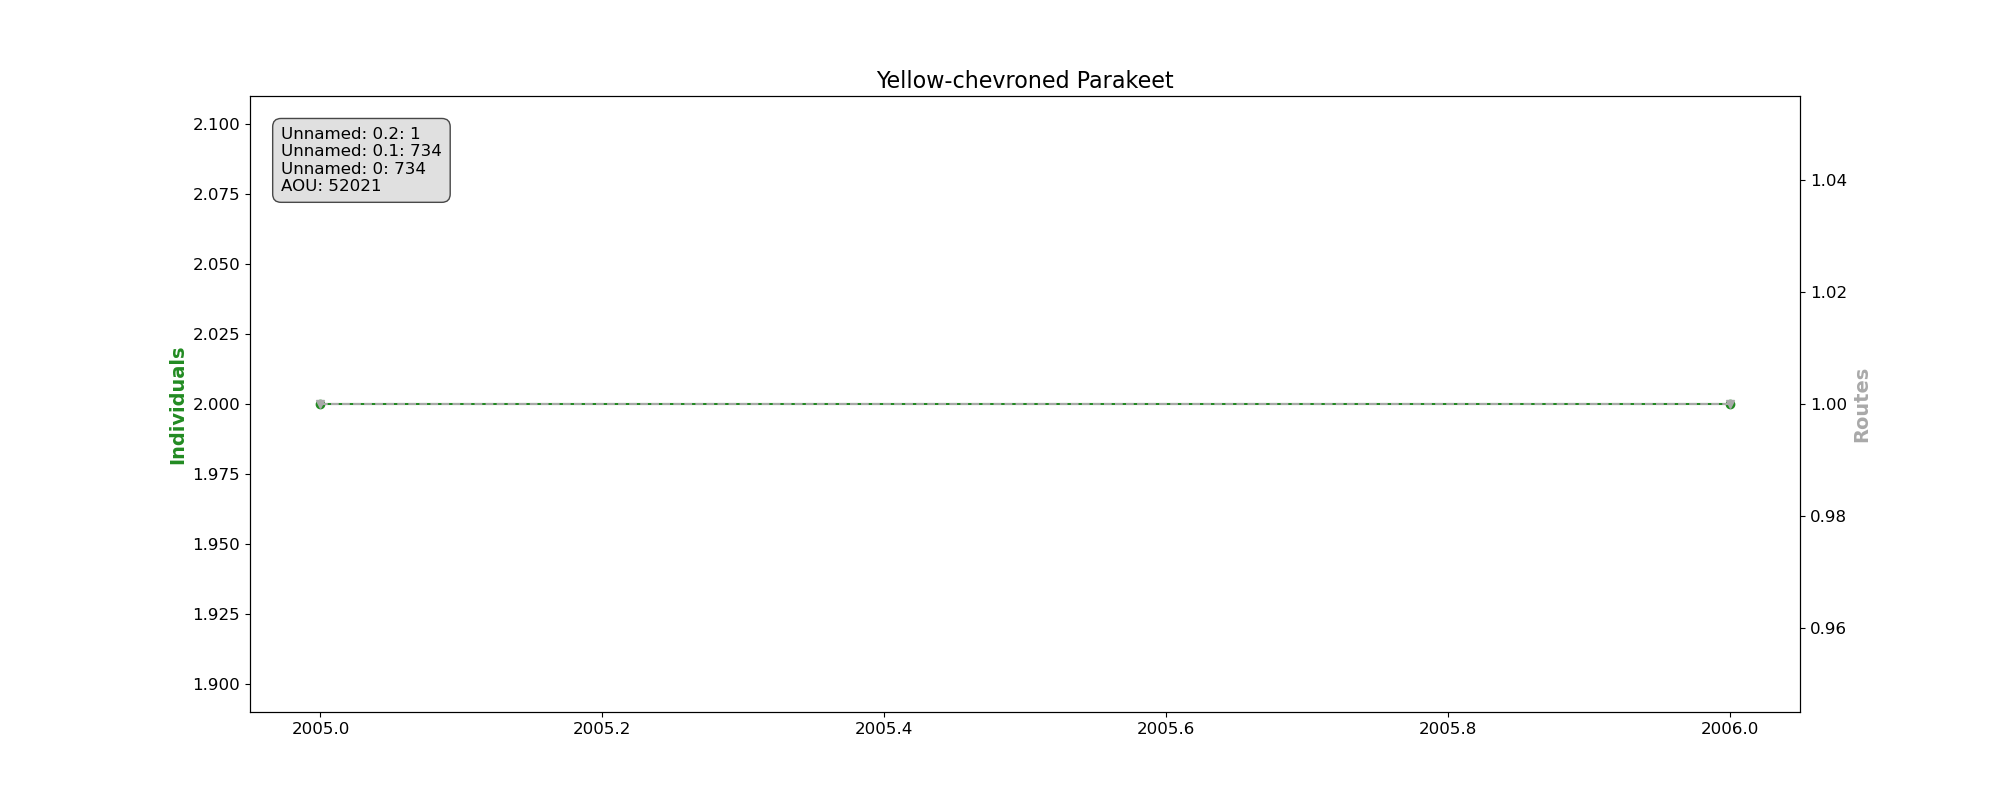 Yellow-chevroned Parakeet
Unnamed: 0.2: 1
Unnamed: 0.1: 734
Unnamed: 0: 734
AOU: 52021
Individuals
2.100
2.075
2.050
2.025
2.000
1.975
1.950
1.925
1.900
1.04
1.02
1.00
0.98
0.96
Routes
2005.0
2005.2
2005.4
2005.6
2005.8
2006.0